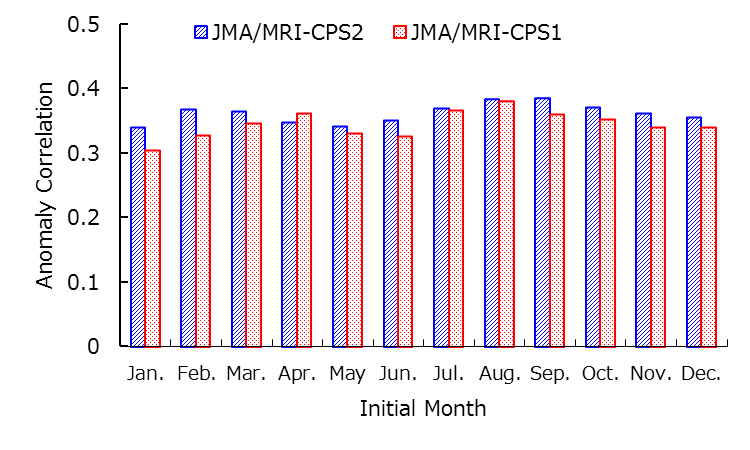 JMA/MRI-CPS2 JMA/MRI-CPS1
0.5
0.4
0.3
0.2
0.1
0
Anomaly Correlation
Jan. Feb. Mar. Apr. May Jun. Jul. Aug. Sep. Oct. Nov. Dec.
Initial Month